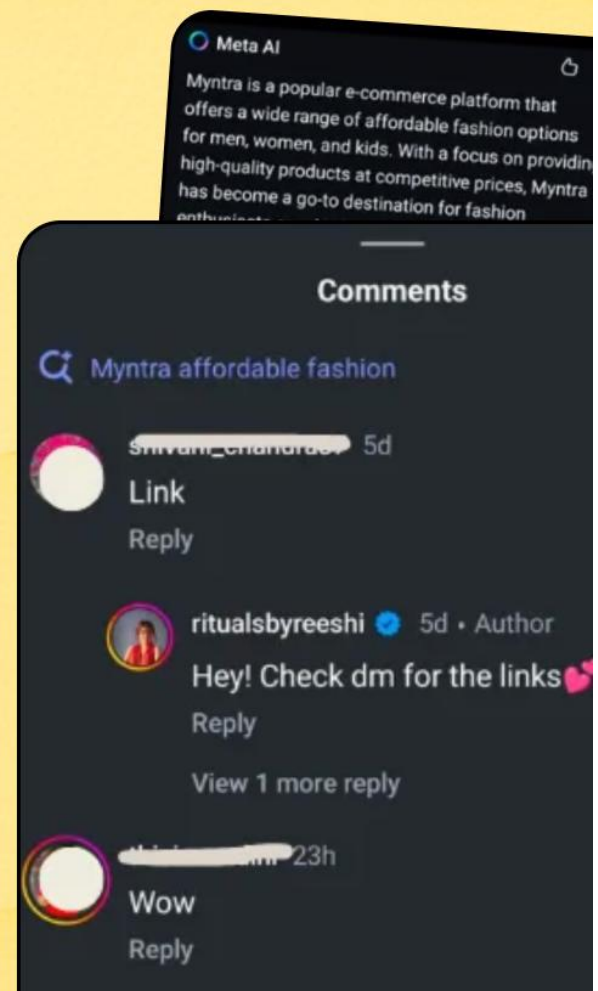 Meta AI
Myntra is a popular e-commerce platform that
offers a wide range of affordable fashion options
for men, women, and kids. With a focus on providing
high-quality products at competitive prices, Myntra
has become a go-to destination for fashion
Comments
Myntra affordable fashion
5d
Link
Reply
ritualsbyreeshi 5d • Author
Hey! Check dm for the links💕
Reply
View 1 more reply
23h
Wow
Reply